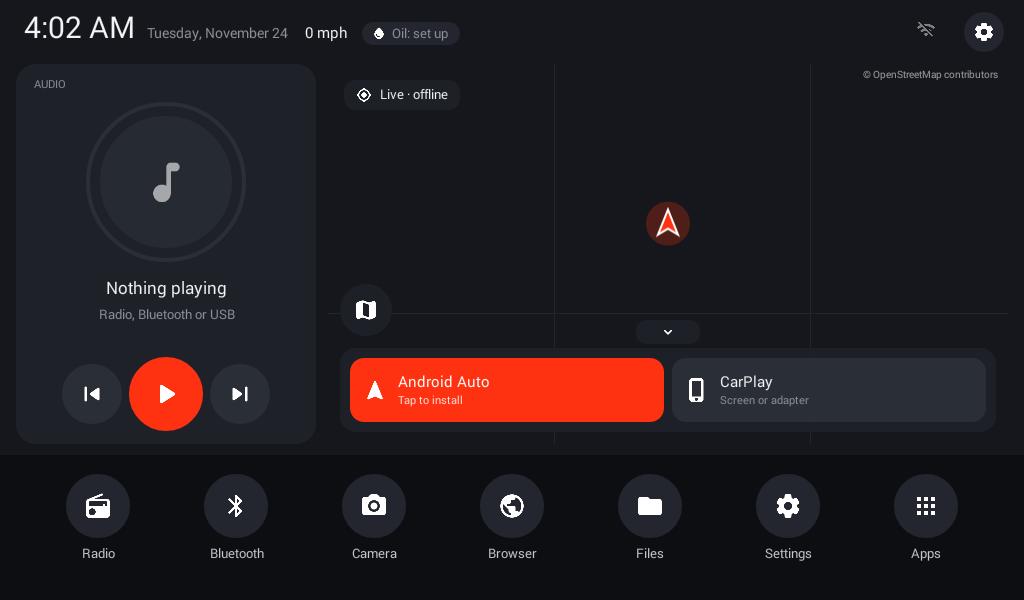 4:02 AM Tuesday, November 24 0 mph Oil: set up
AUDIO
© OpenStreetMap contributors
Live · offline
Nothing playing
Radio, Bluetooth or USB
Android Auto
Tap to install
CarPlay
Screen or adapter
Radio Bluetooth Camera Browser Files Settings Apps